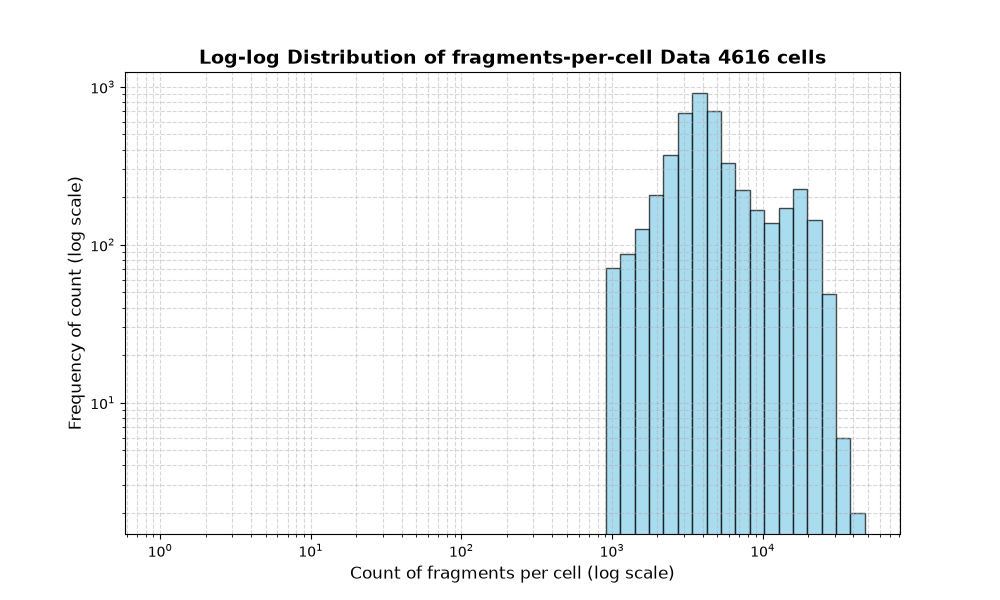 Log-log Distribution of fragments-per-cell Data 4616 cells
Frequency of count (log scale)
10³
10²
10¹
10⁰ 10¹ 10² 10³ 10⁴
Count of fragments per cell (log scale)